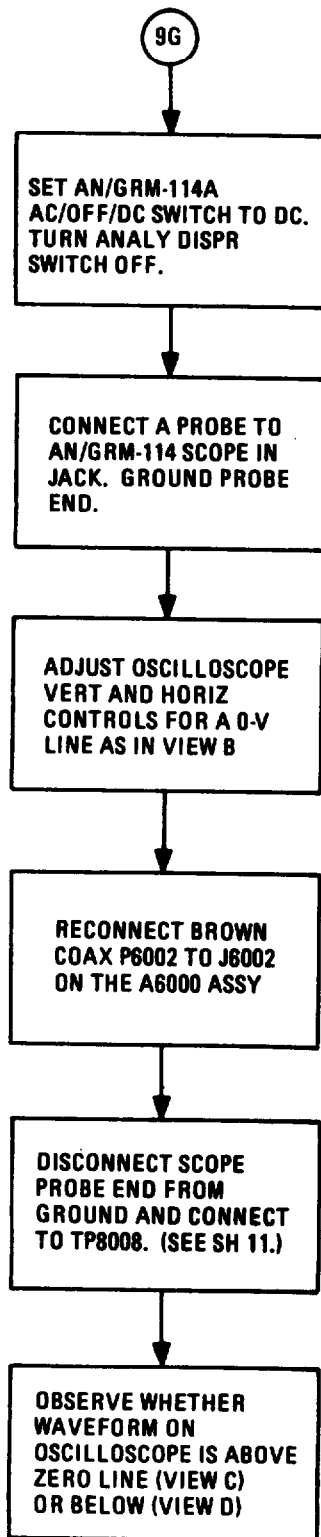 9G
SET AN/GRM-114A
AC/OFF/DC SWITCH TO DC.
TURN ANALY DISPR
SWITCH OFF.
CONNECT A PROBE TO
AN/GRM-114 SCOPE IN
JACK. GROUND PROBE
END.
ADJUST OSCILLOSCOPE
VERT AND HORIZ
CONTROLS FOR A 0-V
LINE AS IN VIEW B
RECONNECT BROWN
COAX P6002 TO J6002
ON THE A6000 ASSY
DISCONNECT SCOPE
PROBE END FROM
GROUND AND CONNECT
TO TP8008. (SEE SH 11.)
OBSERVE WHETHER
WAVEFORM ON
OSCILLOSCOPE IS ABOVE
ZERO LINE (VIEW C)
OR BELOW (VIEW D)